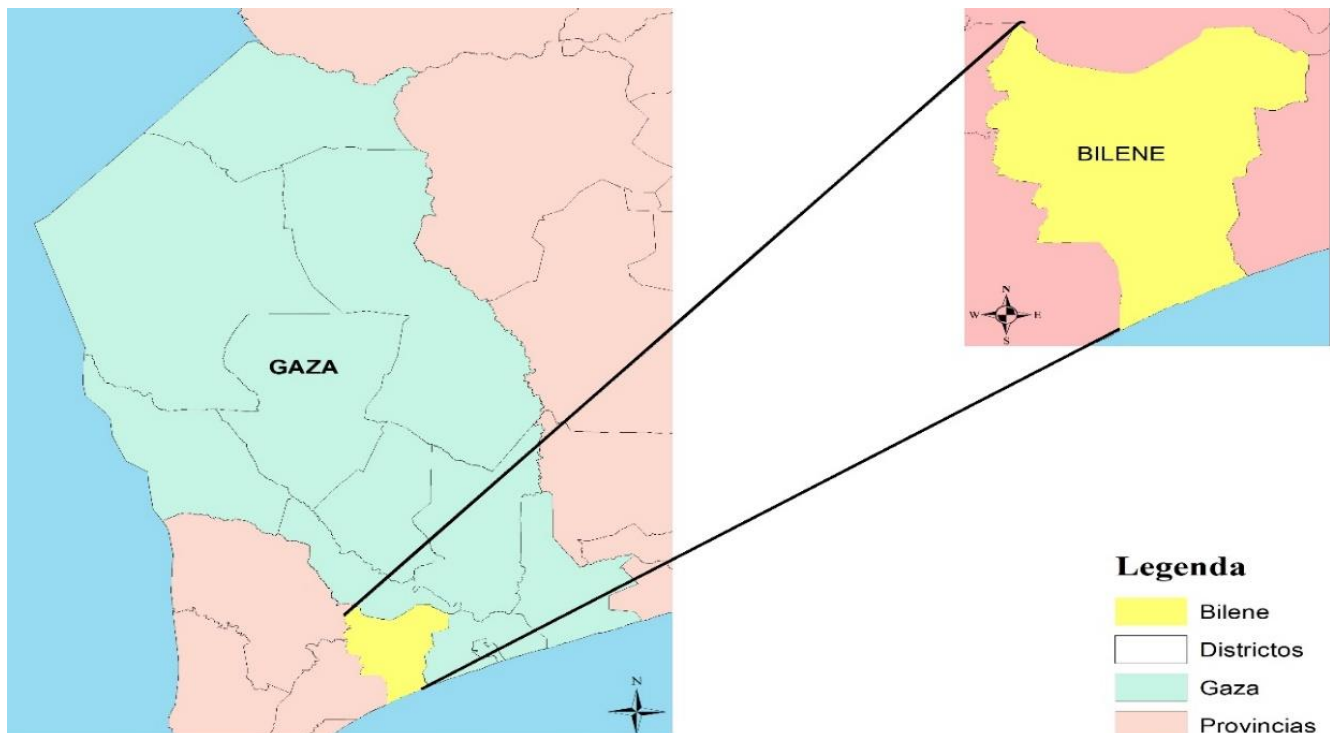 GAZA
N
BILENE
N
W E
S
Legenda
Bilene
Districtos
Gaza
Provincias